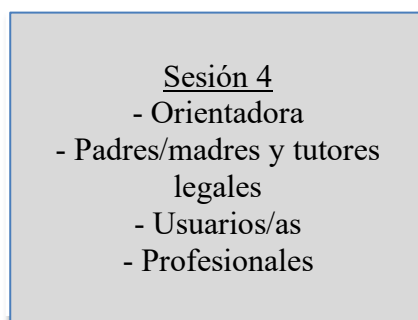 Sesión 4
- Orientadora
- Padres/madres y tutores
legales
- Usuarios/as
- Profesionales